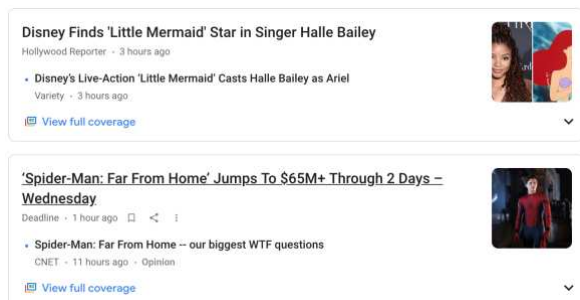 Disney Finds 'Little Mermaid' Star in Singer Halle Bailey
Hollywood Reporter · 3 hours ago
• Disney's Live-Action 'Little Mermaid' Casts Halle Bailey as Ariel
Variety · 3 hours ago
View full coverage
‘Spider-Man: Far From Home’ Jumps To $65M+ Through 2 Days –
Wednesday
Deadline · 1 hour ago
• Spider-Man: Far From Home -- our biggest WTF questions
CNET · 11 hours ago · Opinion
View full coverage